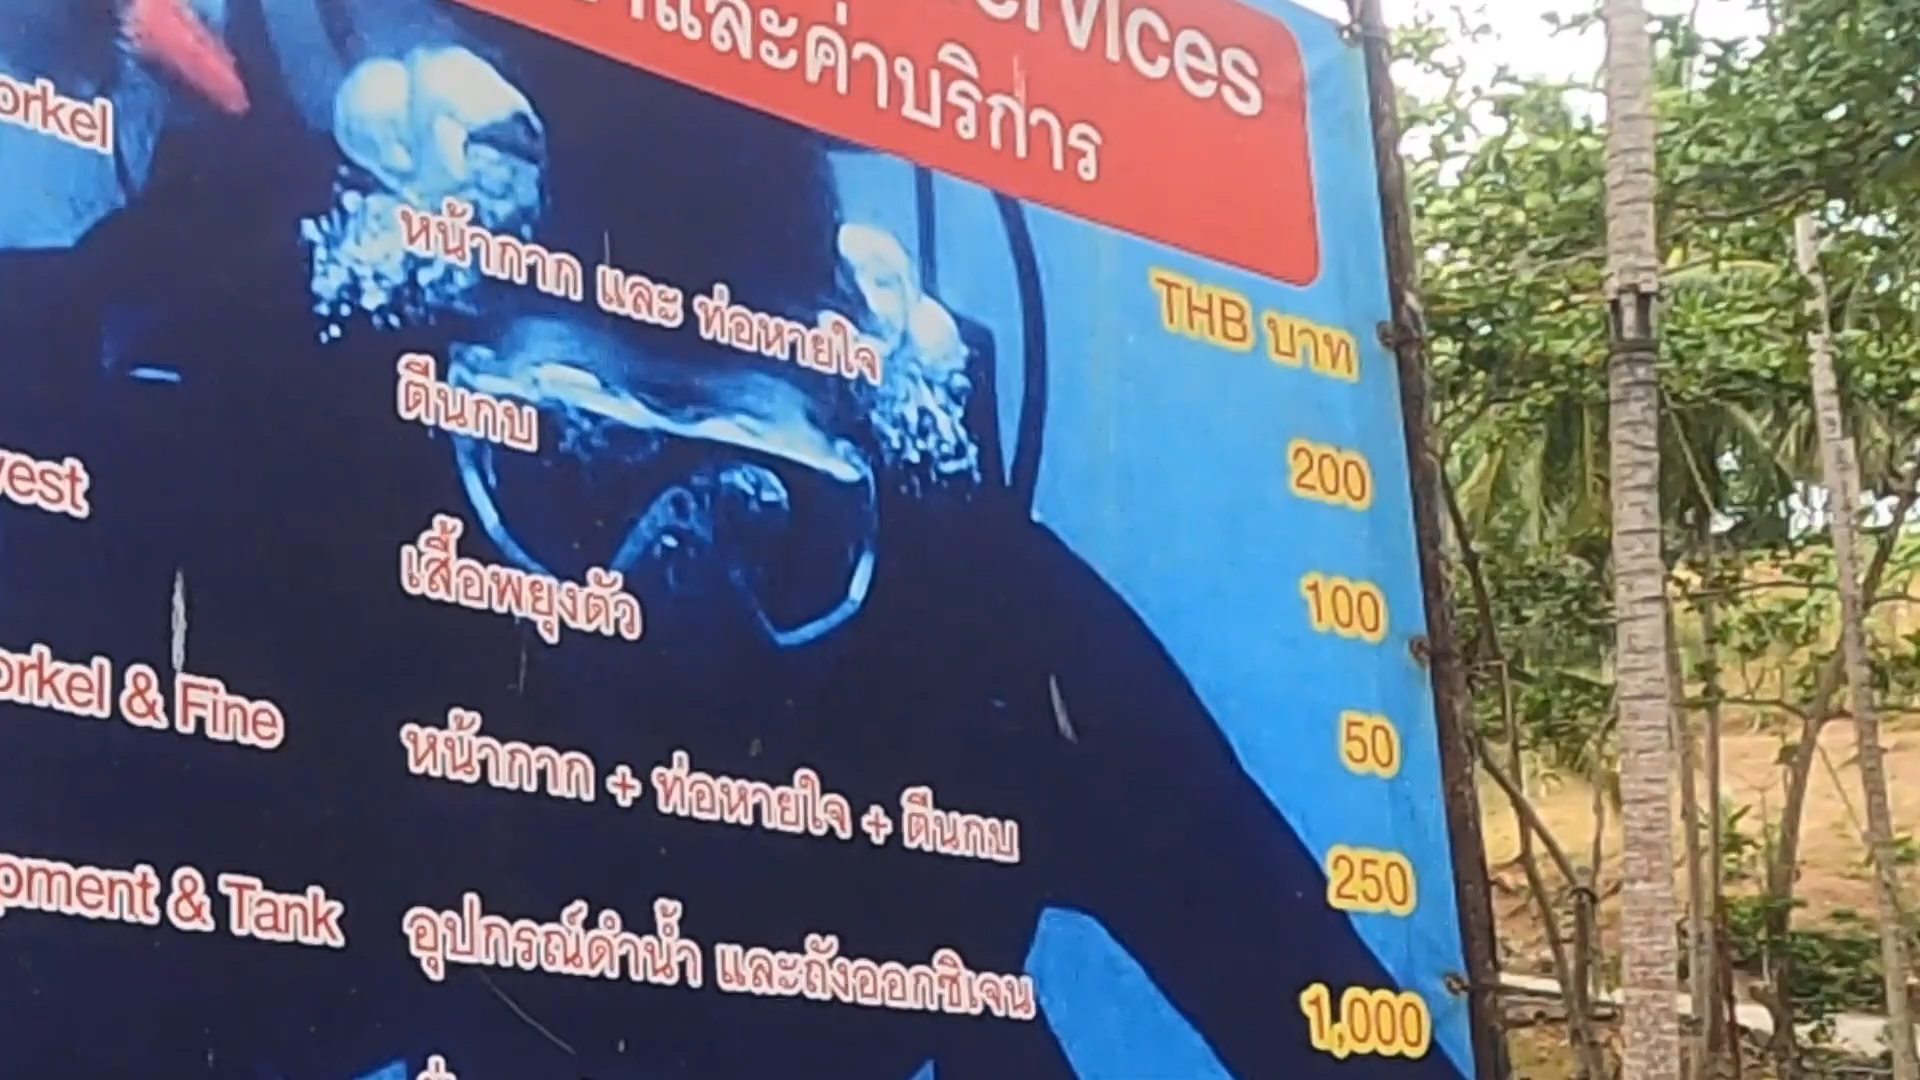 ervices
และค่าบริการ
THB บาท
orkel หน้ากาก และ ท่อหายใจ 200
ตีนกบ 100
vest เสื้อพยุงตัว 50
orkel & Fine หน้ากาก + ท่อหายใจ + ตีนกบ 250
pment & Tank อุปกรณ์ดำน้ำ และถังออกซิเจน 1,000